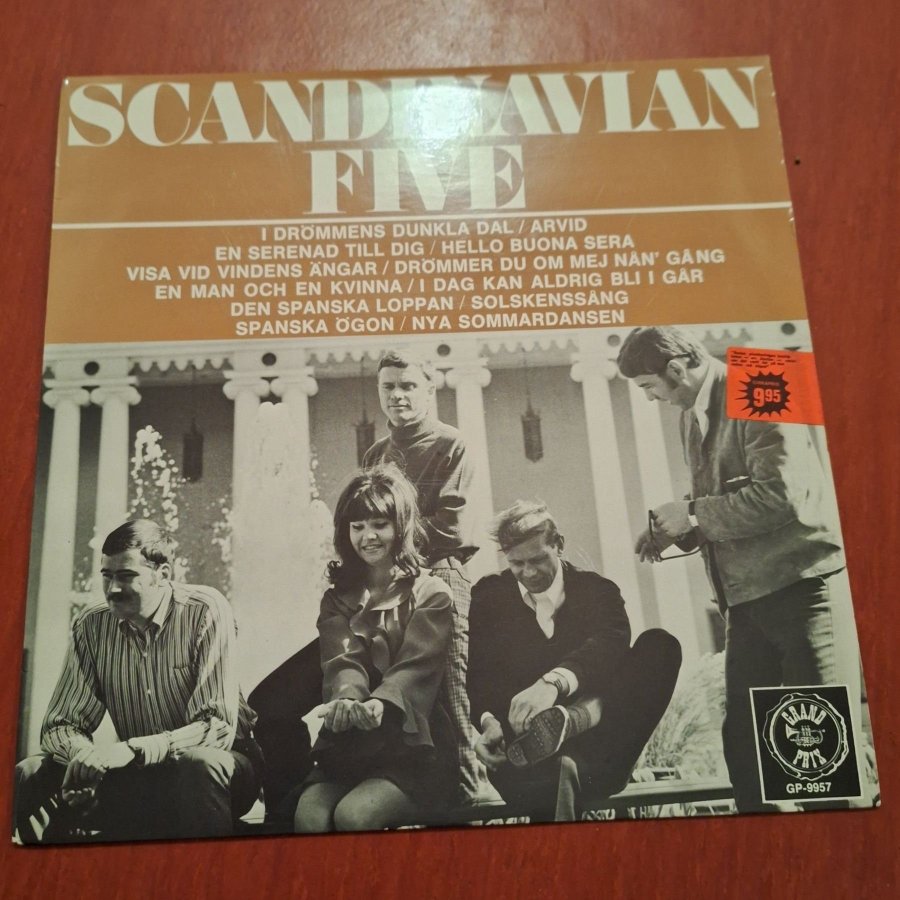 SCANDINAVIAN
FIVE
I DRÖMMENS DUNKLA DAL / ARVID
EN SERENAD TILL DIG / HELLO BUONA SERA
VISA VID VINDENS ÄNGAR / DRÖMMER DU OM MEJ NÅN' GÅNG
EN MAN OCH EN KVINNA / I DAG KAN ALDRIG BLI I GÅR
DEN SPANSKA LOPPAN / SOLSKENSSÅNG
SPANSKA ÖGON / NYA SOMMARDANSEN
9.95
GRAND
PRIX
GP-9957